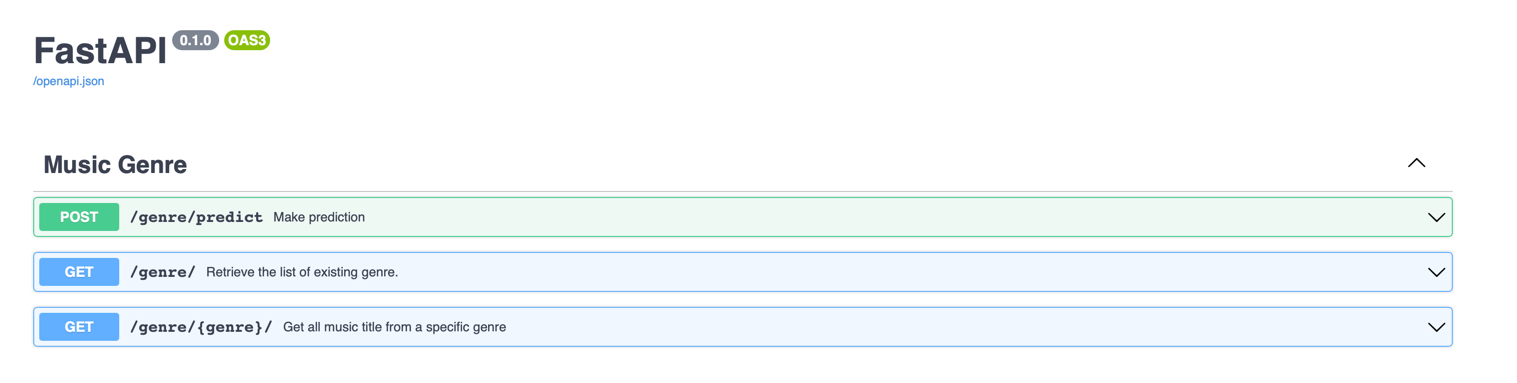 FastAPI 0.1.0 OAS3
/openapi.json
Music Genre
POST /genre/predict Make prediction
GET /genre/ Retrieve the list of existing genre.
GET /genre/{genre}/ Get all music title from a specific genre